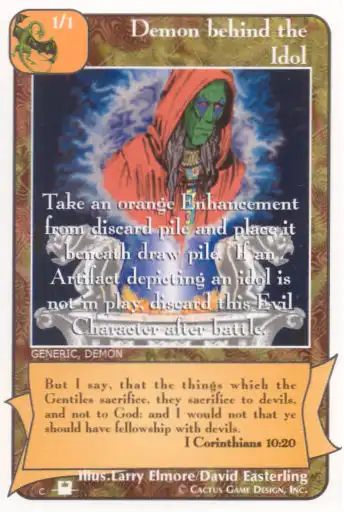 1/1
Demon behind the
Idol
Take an orange Enhancement
from discard pile and place it
beneath draw pile. If an
Artifact depicting an idol is
not in play, discard this Evil
Character after battle.
GENERIC, DEMON
But I say, that the things which the
Gentiles sacrifice, they sacrifice to devils,
and not to God: and I would not that ye
should have fellowship with devils.
I Corinthians 10:20
Illus.Larry Elmore/David Easterling
C
© CACTUS GAME DESIGN, INC.